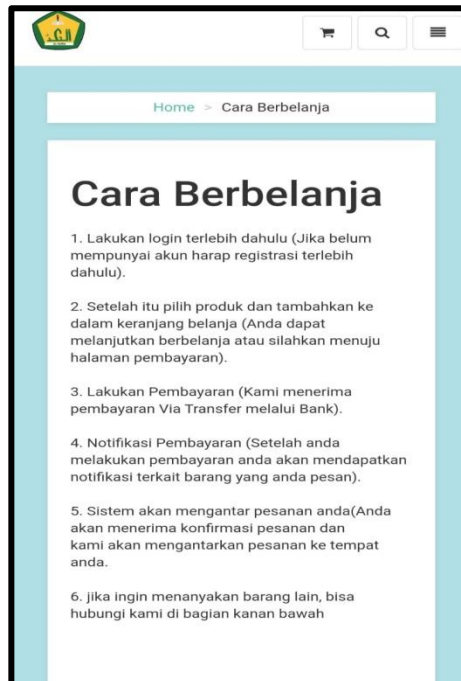 Home > Cara Berbelanja
Cara Berbelanja
1. Lakukan login terlebih dahulu (Jika belum
mempunyai akun harap registrasi terlebih
dahulu).
2. Setelah itu pilih produk dan tambahkan ke
dalam keranjang belanja (Anda dapat
melanjutkan berbelanja atau silahkan menuju
halaman pembayaran).
3. Lakukan Pembayaran (Kami menerima
pembayaran Via Transfer melalui Bank).
4. Notifikasi Pembayaran (Setelah anda
melakukan pembayaran anda akan mendapatkan
notifikasi terkait barang yang anda pesan).
5. Sistem akan mengantar pesanan anda(Anda
akan menerima konfirmasi pesanan dan
kami akan mengantarkan pesanan ke tempat
anda.
6. jika ingin menanyakan barang lain, bisa
hubungi kami di bagian kanan bawah